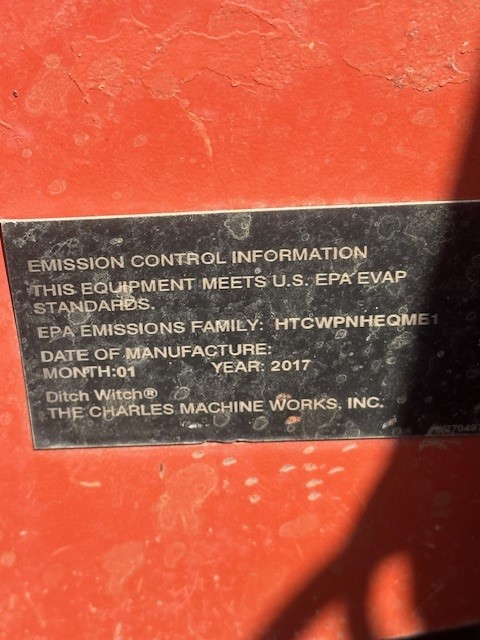 EMISSION CONTROL INFORMATION
THIS EQUIPMENT MEETS U.S. EPA EVAP
STANDARDS.
EPA EMISSIONS FAMILY: HTCWPNHEQME1
DATE OF MANUFACTURE:
MONTH:01 YEAR: 2017
Ditch Witch®
THE CHARLES MACHINE WORKS, INC.